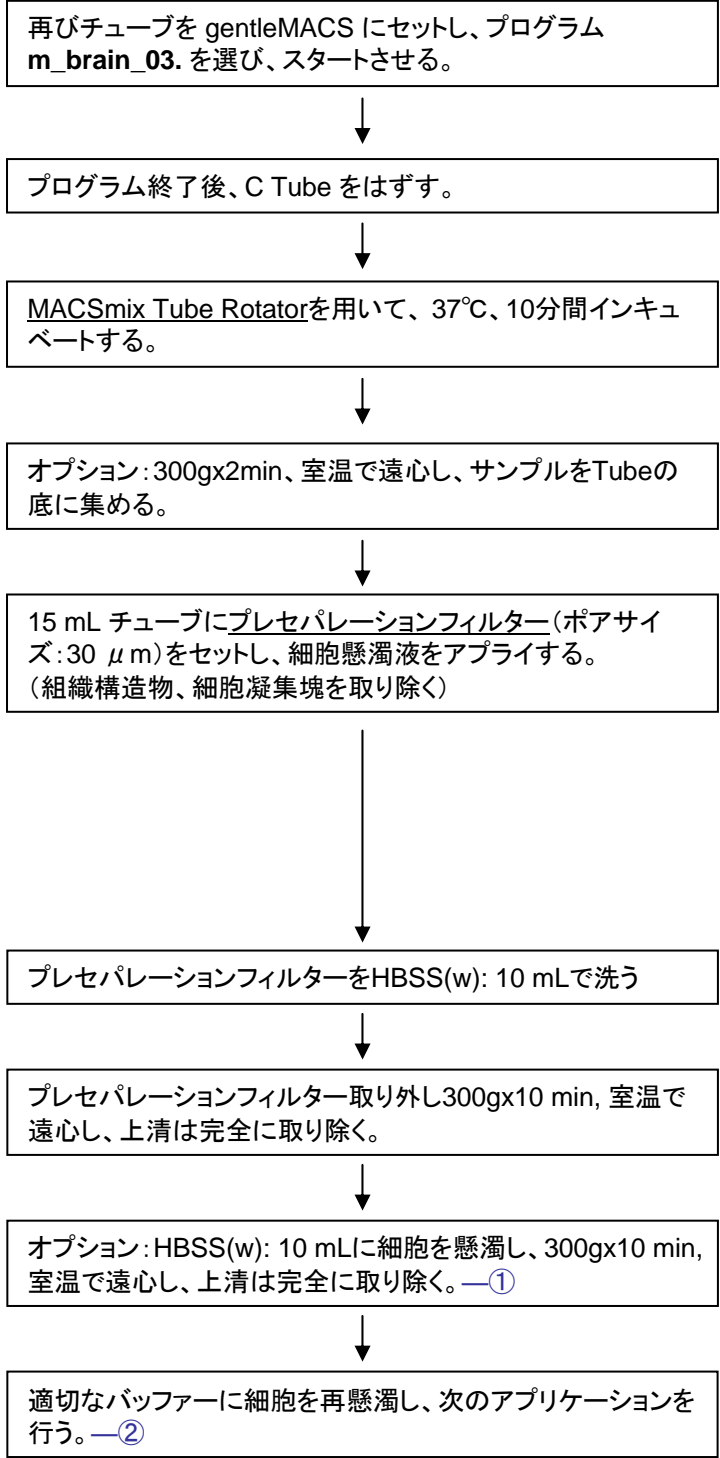 再びチューブを gentleMACS にセットし、プログラム
m_brain_03. を選び、スタートさせる。
プログラム終了後、C Tube をはずす。
MACSmix Tube Rotatorを用いて、37℃、10分間インキュ
ベートする。
オプション：300gx2min、室温で遠心し、サンプルをTubeの
底に集める。
15 mL チューブにプレセパレーションフィルター（ポアサイ
ズ：30 μm）をセットし、細胞懸濁液をアプライする。
（組織構造物、細胞凝集塊を取り除く）
プレセパレーションフィルターをHBSS(w): 10 mLで洗う
プレセパレーションフィルター取り外し300gx10 min, 室温で
遠心し、上清は完全に取り除く。
オプション：HBSS(w): 10 mLに細胞を懸濁し、300gx10 min,
室温で遠心し、上清は完全に取り除く。―①
適切なバッファーに細胞を再懸濁し、次のアプリケーションを
行う。―②